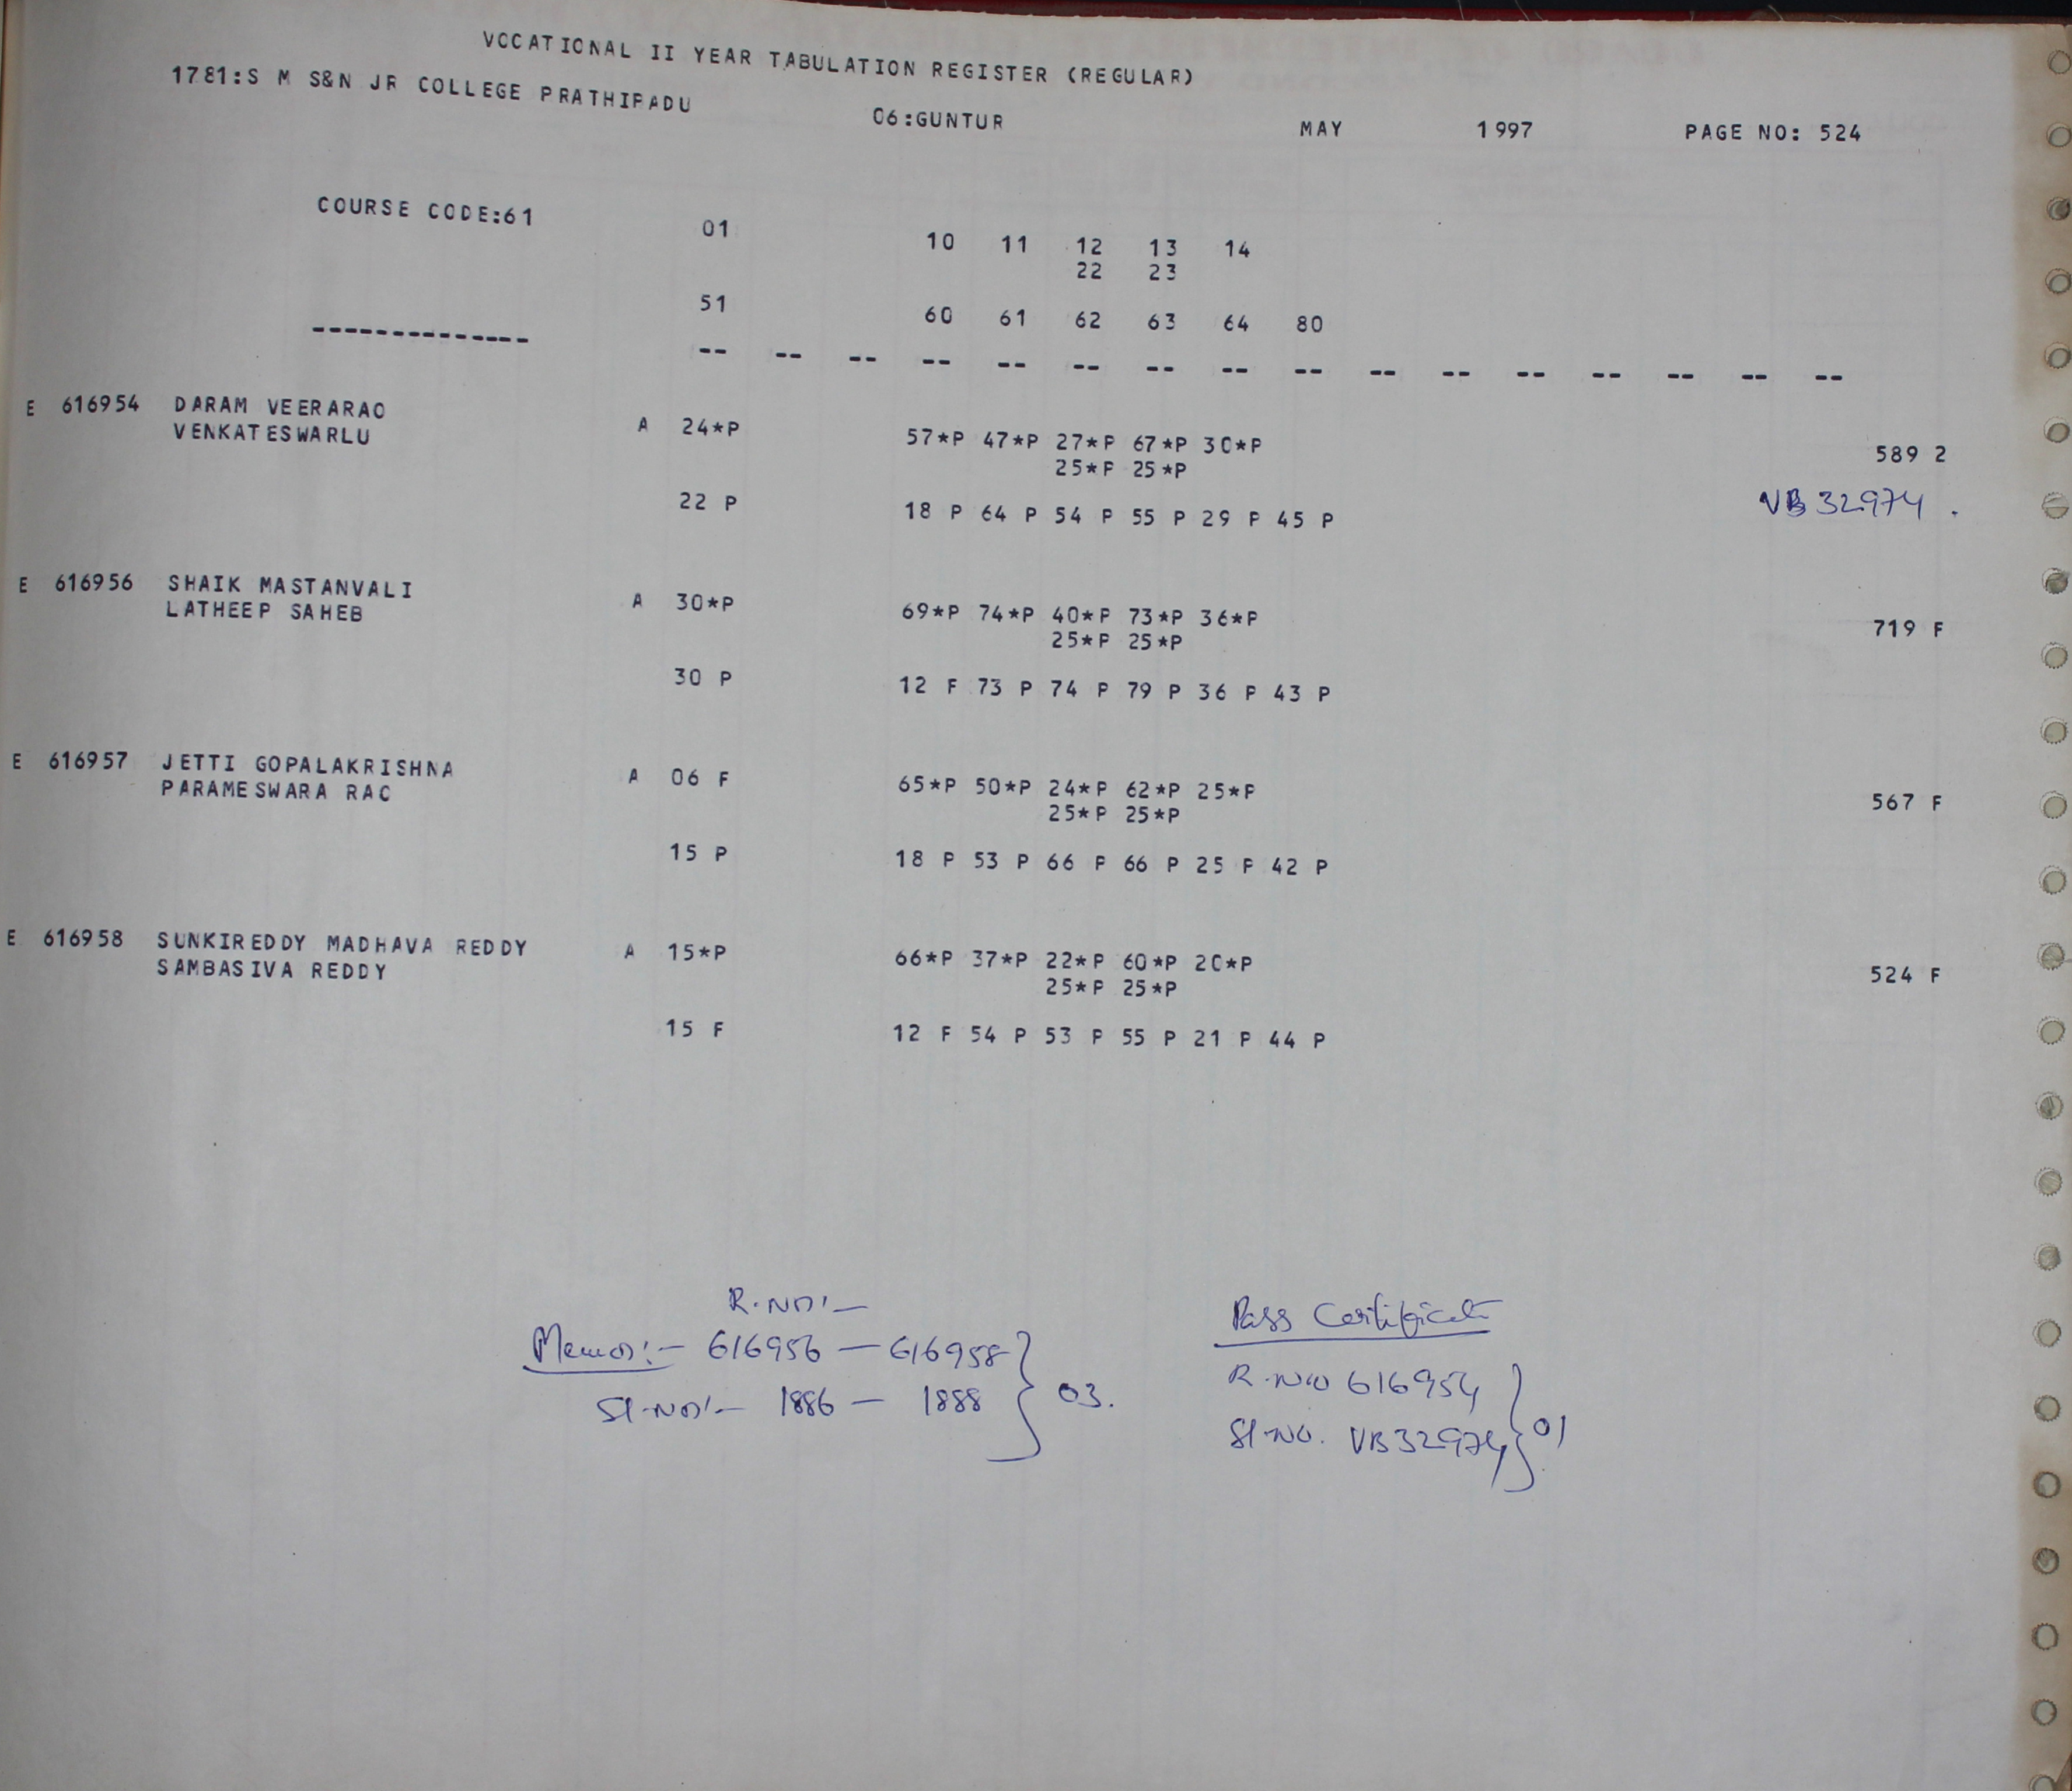 VOCATIONAL II YEAR TABULATION REGISTER (REGULAR)
1781:S M S&N JR COLLEGE PRATHIPADU 06:GUNTUR MAY 1997 PAGE NO: 524
COURSE CODE:61 01 10 11 12 13 14
22 23
51 60 61 62 63 64 80
-------------- -- -- -- -- -- -- -- -- -- -- -- -- -- -- -- --
E 616954 DARAM VEERARAO A 24*P 57*P 47*P 27*P 67*P 30*P 589 2
VENKATESWARLU 25*P 25*P
22 P 18 P 64 P 54 P 55 P 29 P 45 P VB 32974.
E 616956 SHAIK MASTANVALI A 30*P 69*P 74*P 40*P 73*P 36*P 719 F
LATHEEP SAHEB 25*P 25*P
30 P 12 F 73 P 74 P 79 P 36 P 43 P
E 616957 JETTI GOPALAKRISHNA A 06 F 65*P 50*P 24*P 62*P 25*P 567 F
PARAMESWARA RAO 25*P 25*P
15 P 18 P 53 P 66 P 66 P 25 P 42 P
E 616958 SUNKIREDDY MADHAVA REDDY A 15*P 66*P 37*P 22*P 60*P 20*P 524 F
SAMBASIVA REDDY 25*P 25*P
15 F 12 F 54 P 53 P 55 P 21 P 44 P
R.No:-
Memos:- 616956 - 616958
Sl.No:- 1886 - 1888 } 03.
Pass Certificate
R.No 616954
Sl.No. VB32974 } 01